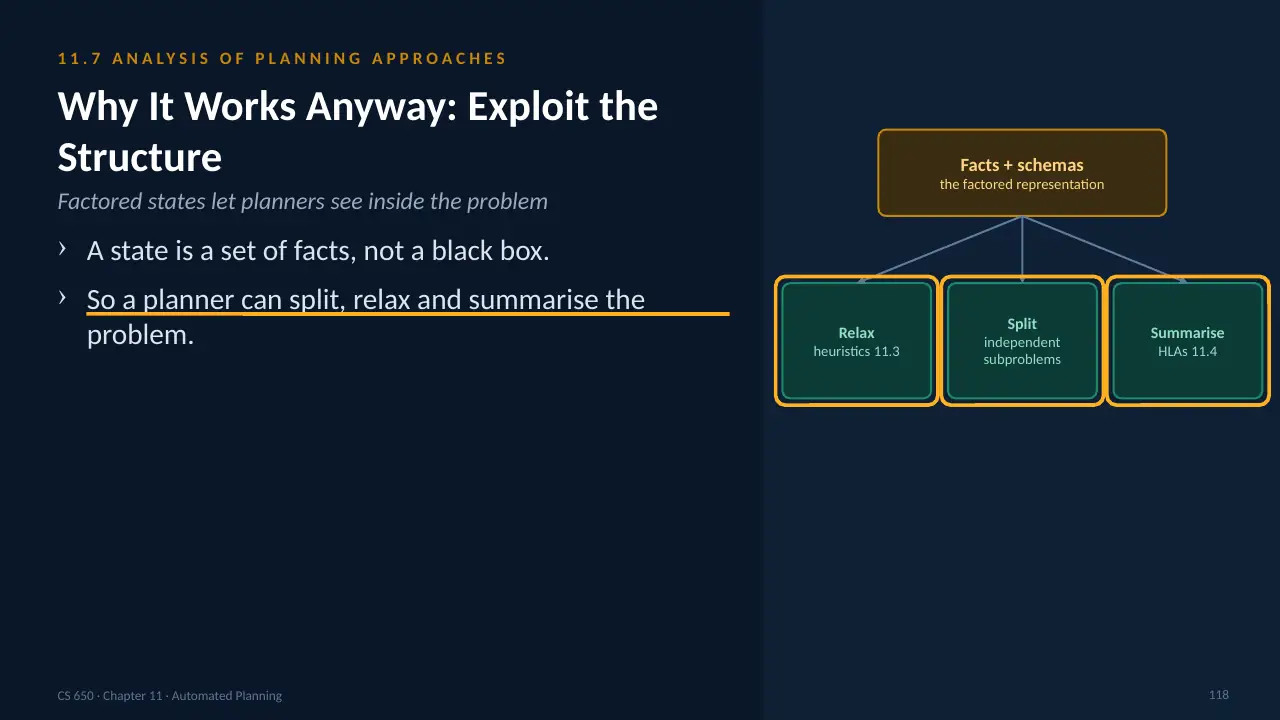 11.7 ANALYSIS OF PLANNING APPROACHES
Why It Works Anyway: Exploit the
Structure
Factored states let planners see inside the problem
› A state is a set of facts, not a black box.
› So a planner can split, relax and summarise the
problem.
Facts + schemas
the factored representation
Relax
heuristics 11.3
Split
independent
subproblems
Summarise
HLAs 11.4
CS 650 · Chapter 11 · Automated Planning
118